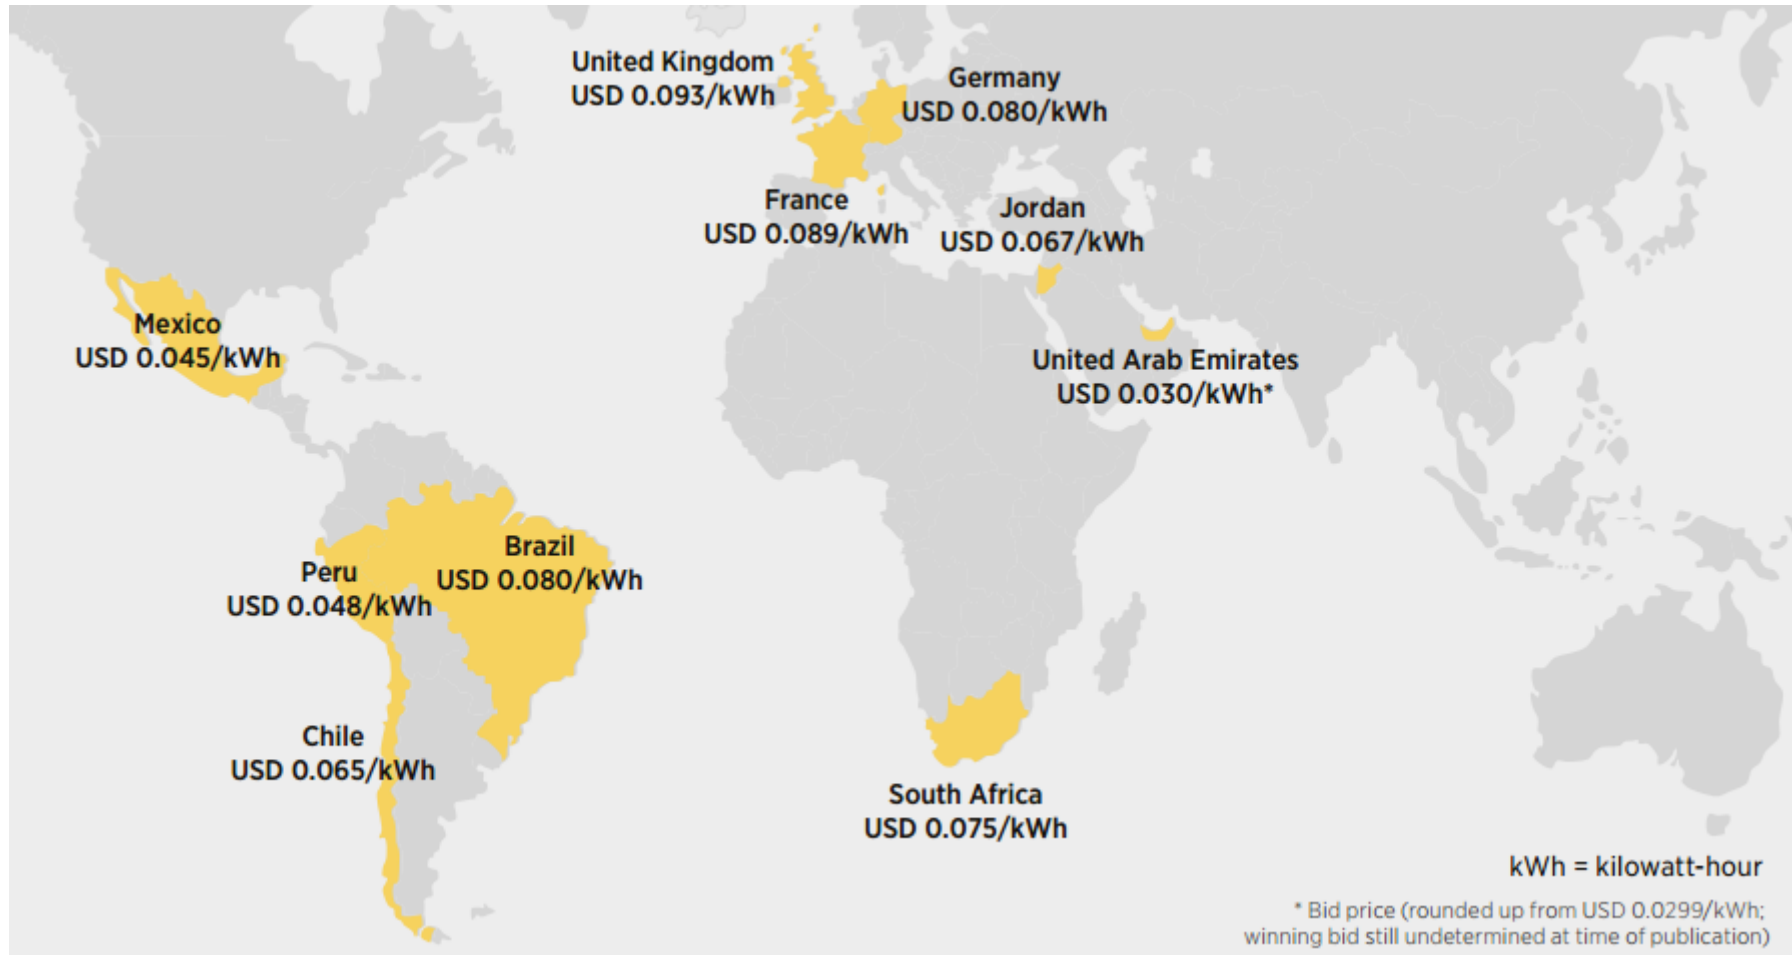 United Kingdom
USD 0.093/kWh
Germany
USD 0.080/kWh
France
USD 0.089/kWh
Jordan
USD 0.067/kWh
Mexico
USD 0.045/kWh
United Arab Emirates
USD 0.030/kWh*
Brazil
USD 0.080/kWh
Peru
USD 0.048/kWh
Chile
USD 0.065/kWh
South Africa
USD 0.075/kWh
kWh = kilowatt-hour
* Bid price (rounded up from USD 0.0299/kWh;
winning bid still undetermined at time of publication)